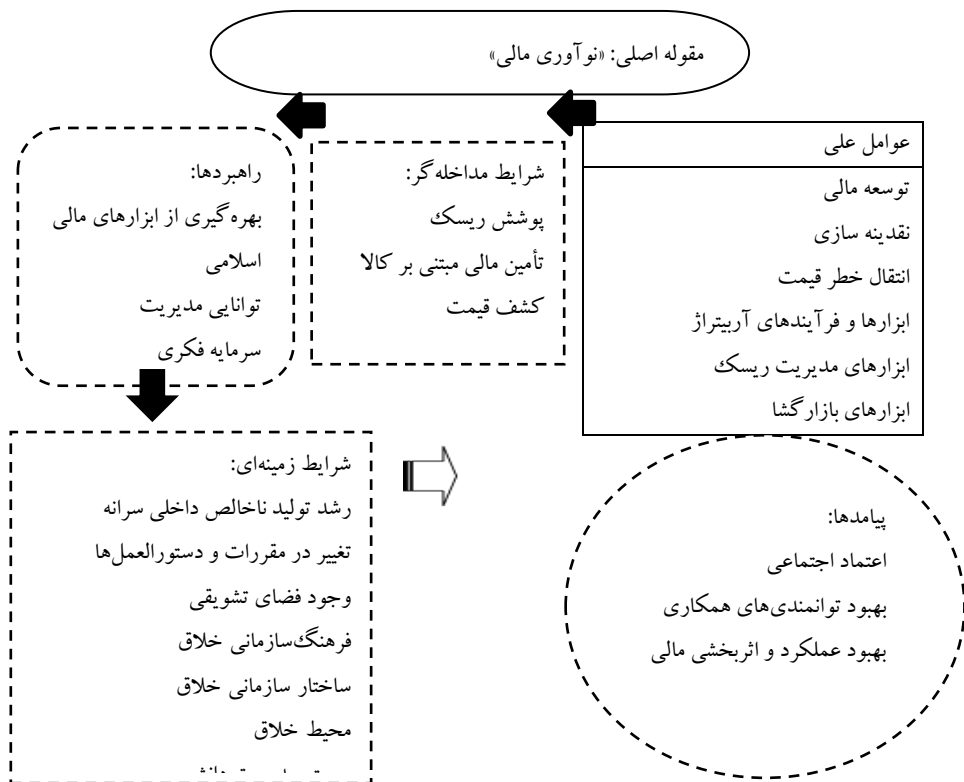 مقوله اصلی: «نوآوری مالی»
عوامل علی
توسعه مالی
نقدینه سازی
انتقال خطر قیمت
ابزارها و فرآیندهای آربیتراژ
ابزارهای مدیریت ریسک
ابزارهای بازارگشا
شرایط مداخله‌گر:
پوشش ریسک
تأمین مالی مبتنی بر کالا
کشف قیمت
راهبردها:
بهره‌گیری از ابزارهای مالی
اسلامی
توانایی مدیریت
سرمایه فکری
شرایط زمینه‌ای:
رشد تولید ناخالص داخلی سرانه
تغییر در مقررات و دستورالعمل‌ها
وجود فضای تشویقی
فرهنگ‌سازمانی خلاق
ساختار سازمانی خلاق
محیط خلاق
پیامدها:
اعتماد اجتماعی
بهبود توانمندی‌های همکاری
بهبود عملکرد و اثربخشی مالی